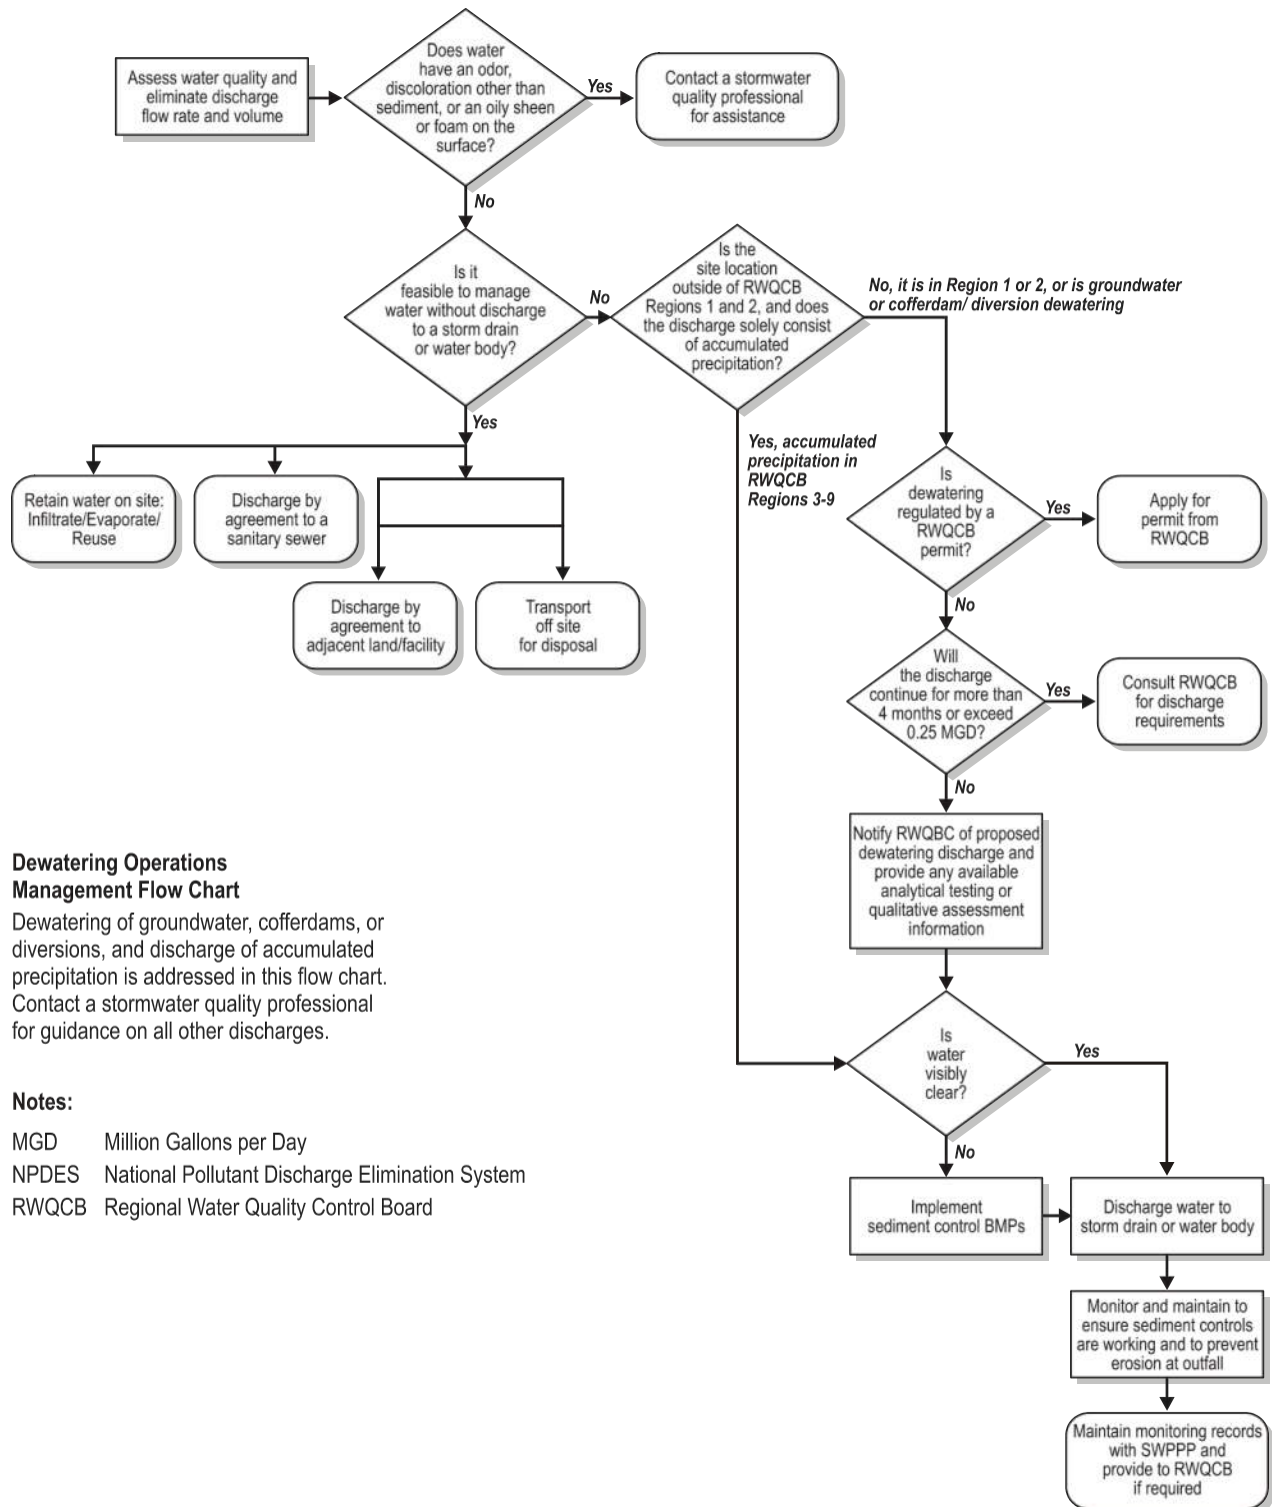 Assess water quality and
eliminate discharge
flow rate and volume
Does water
have an odor,
discoloration other than
sediment, or an oily sheen
or foam on the
surface?
Yes
Contact a stormwater
quality professional
for assistance
No
Is it
feasible to manage
water without discharge
to a storm drain
or water body?
No
Is the
site location
outside of RWQCB
Regions 1 and 2, and does
the discharge solely consist
of accumulated
precipitation?
No, it is in Region 1 or 2, or is groundwater
or cofferdam/ diversion dewatering
Yes
Retain water on site:
Infiltrate/Evaporate/
Reuse
Discharge by
agreement to a
sanitary sewer
Discharge by
agreement to
adjacent land/facility
Transport
off site
for disposal
Yes, accumulated
precipitation in
RWQCB
Regions 3-9
Is
dewatering
regulated by a
RWQCB
permit?
Yes
Apply for
permit from
RWQCB
No
Will
the discharge
continue for more than
4 months or exceed
0.25 MGD?
Yes
Consult RWQCB
for discharge
requirements
No
Notify RWQBC of proposed
dewatering discharge and
provide any available
analytical testing or
qualitative assessment
information
Is
water
visibly
clear?
Yes
No
Implement
sediment control BMPs
Discharge water to
storm drain or water body
Monitor and maintain to
ensure sediment controls
are working and to prevent
erosion at outfall
Maintain monitoring records
with SWPPP and
provide to RWQCB
if required
Dewatering Operations
Management Flow Chart
Dewatering of groundwater, cofferdams, or
diversions, and discharge of accumulated
precipitation is addressed in this flow chart.
Contact a stormwater quality professional
for guidance on all other discharges.
Notes:
MGD Million Gallons per Day
NPDES National Pollutant Discharge Elimination System
RWQCB Regional Water Quality Control Board